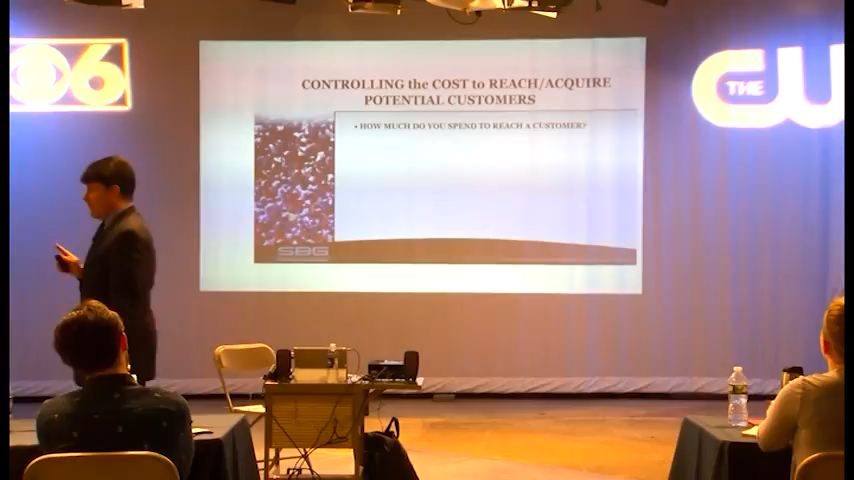 6
THE
CW
CONTROLLING the COST to REACH/ACQUIRE
POTENTIAL CUSTOMERS
• HOW MUCH DO YOU SPEND TO REACH A CUSTOMER?
SBG